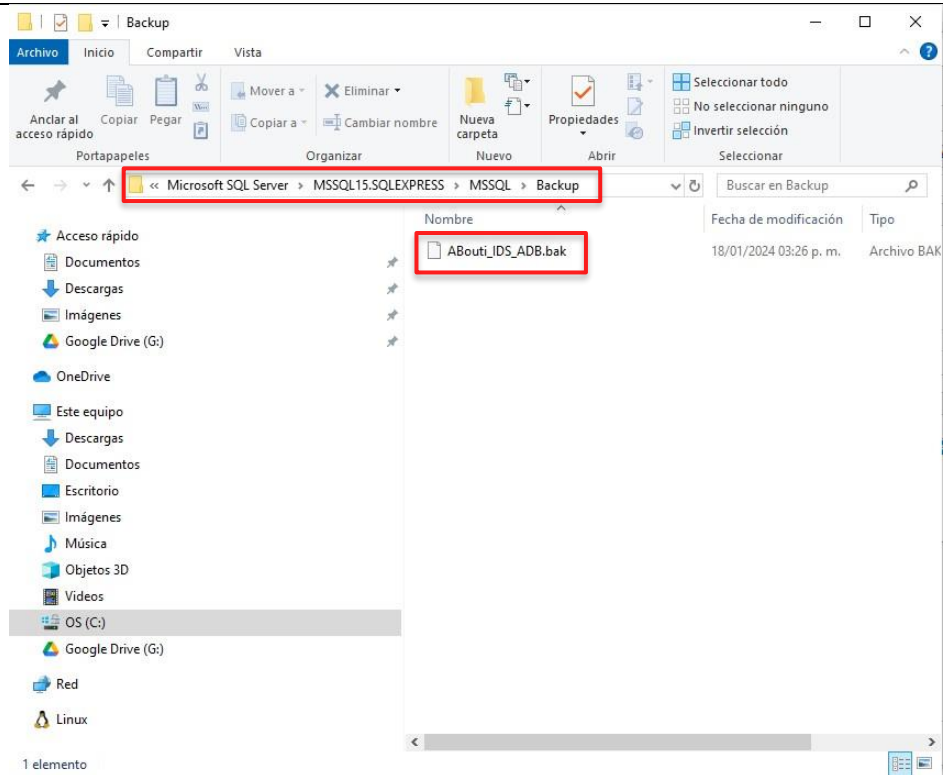 Backup
Archivo Inicio Compartir Vista
Anclar al acceso rápido
Copiar
Pegar
Mover a
Copiar a
Eliminar
Cambiar nombre
Nueva carpeta
Propiedades
Seleccionar todo
No seleccionar ninguno
Invertir selección
Portapapeles Organizar Nuevo Abrir Seleccionar
« Microsoft SQL Server › MSSQL15.SQLEXPRESS › MSSQL › Backup
Buscar en Backup
Nombre Fecha de modificación Tipo
ABouti_IDS_ADB.bak 18/01/2024 03:26 p. m. Archivo BAK
Acceso rápido
Documentos
Descargas
Imágenes
Google Drive (G:)
OneDrive
Este equipo
Descargas
Documentos
Escritorio
Imágenes
Música
Objetos 3D
Videos
OS (C:)
Google Drive (G:)
Red
Linux
1 elemento